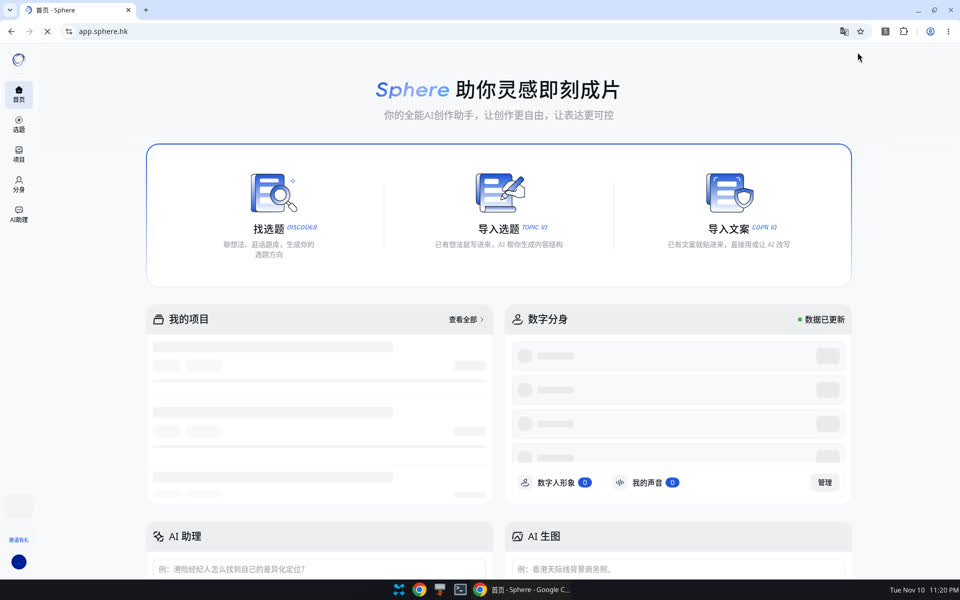 首页 - Sphere
app.sphere.hk
首页
选题
项目
分身
AI助理
邀请有礼
Sphere 助你灵感即刻成片
你的全能AI创作助手，让创作更自由，让表达更可控
找选题 DISCOVER
聊想法、逛话题库，生成你的
选题方向
导入选题 TOPIC IN
已有想法就写进来，AI 帮你生成内容结构
导入文案 COPY IN
已有文案就贴进来，直接用或让 AI 改写
我的项目
查看全部
数字分身
数据已更新
数字人形象 0
我的声音 0
管理
AI 助理
例：港险经纪人怎么找到自己的差异化定位?
AI 生图
例：香港天际线背景商务照。
首页 - Sphere - Google C...
Tue Nov 10 11:20 PM